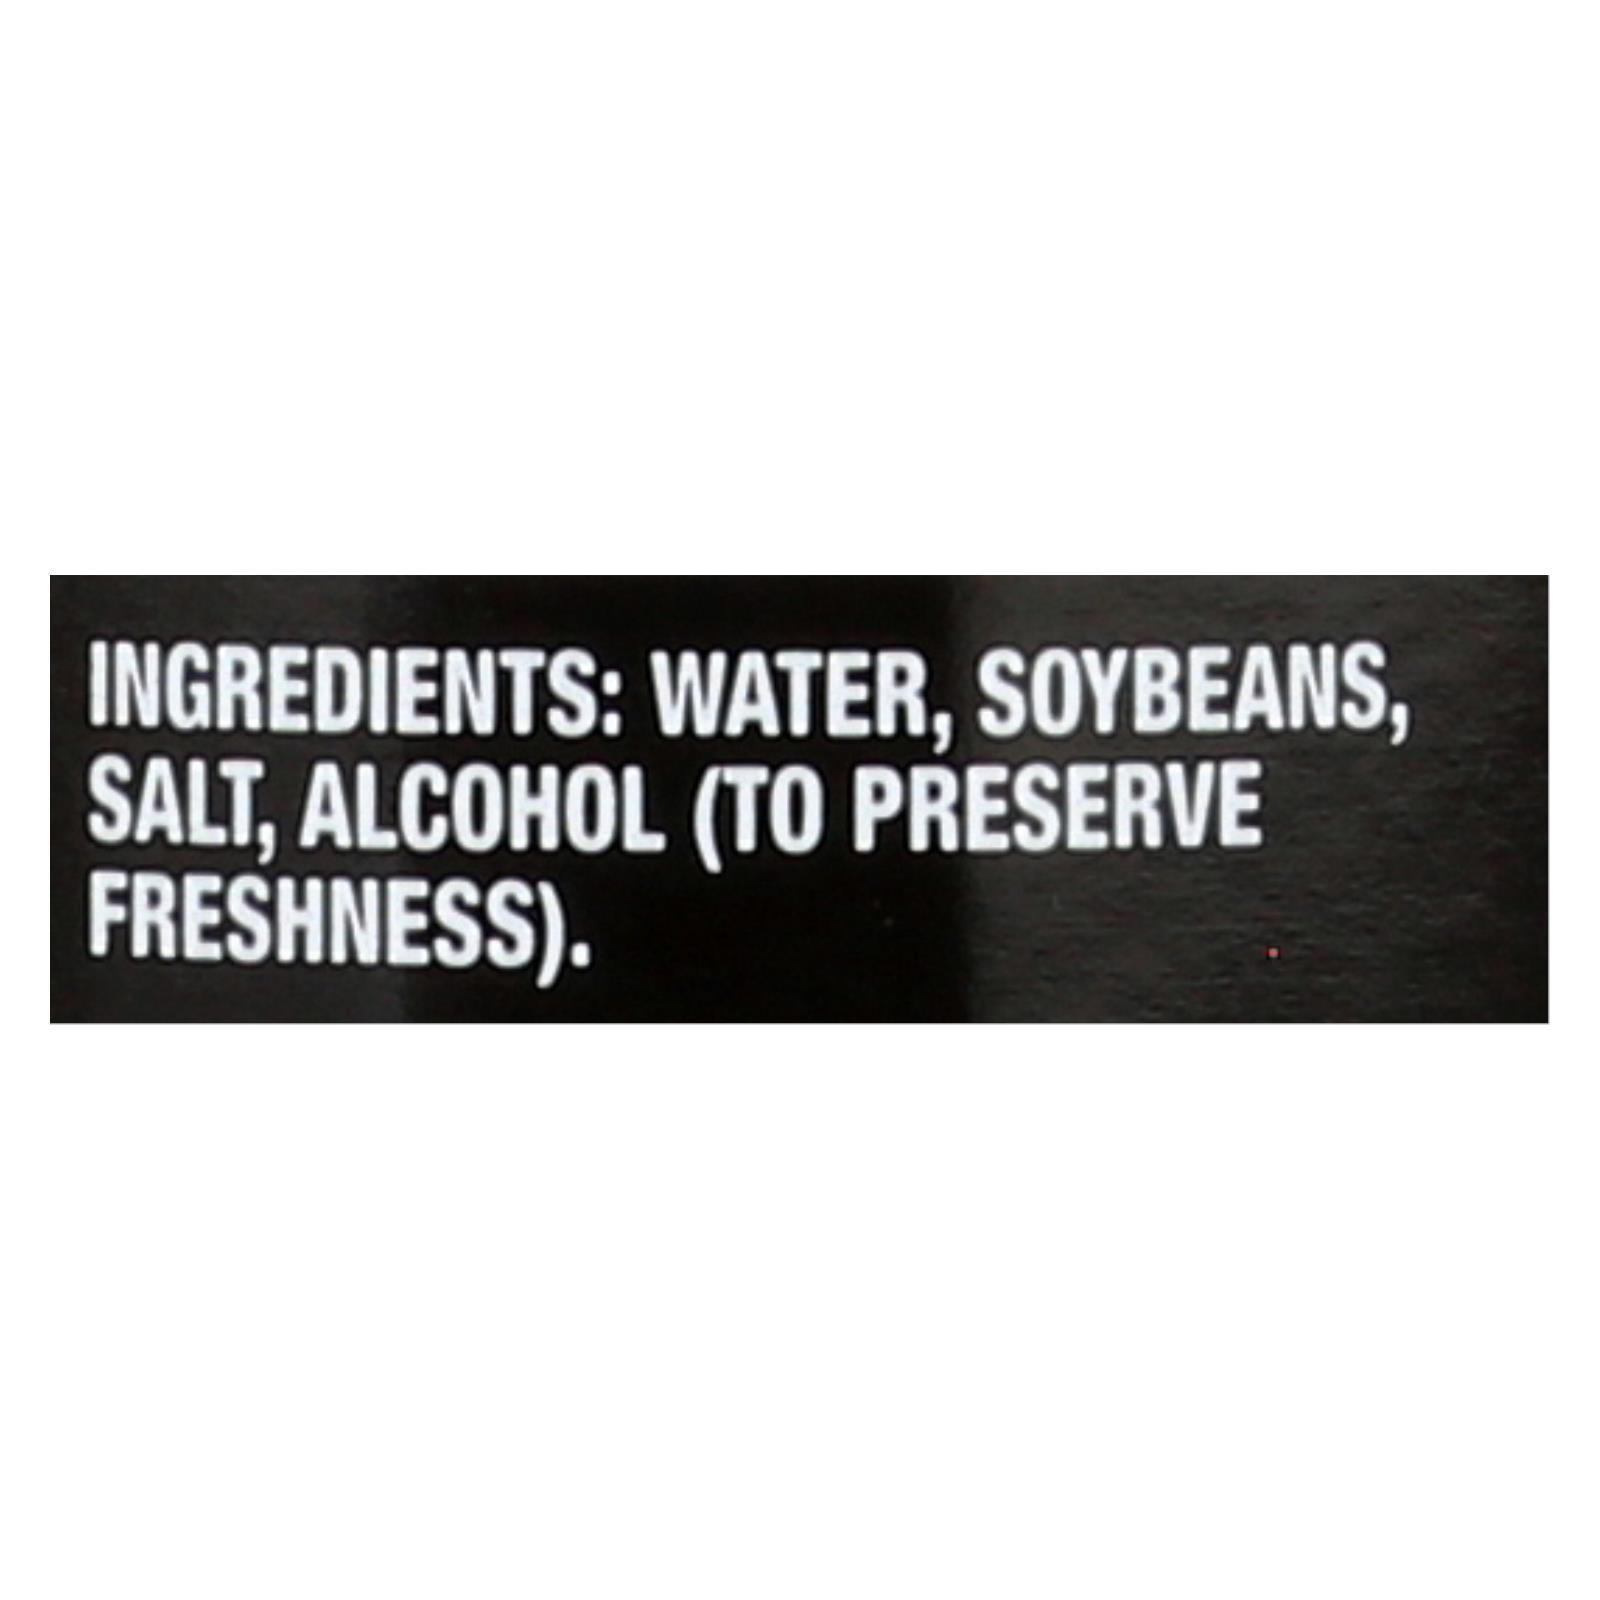 INGREDIENTS: WATER, SOYBEANS,
SALT, ALCOHOL (TO PRESERVE
FRESHNESS).